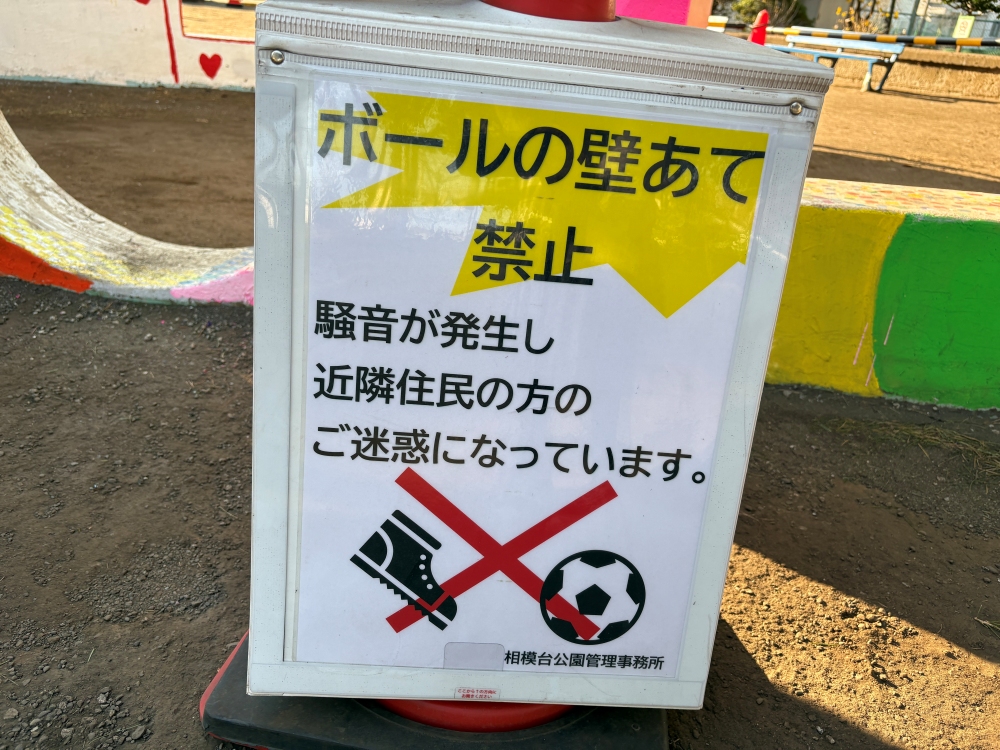 ボールの壁あて
禁止
騒音が発生し
近隣住民の方の
ご迷惑になっています。
相模台公園管理事務所